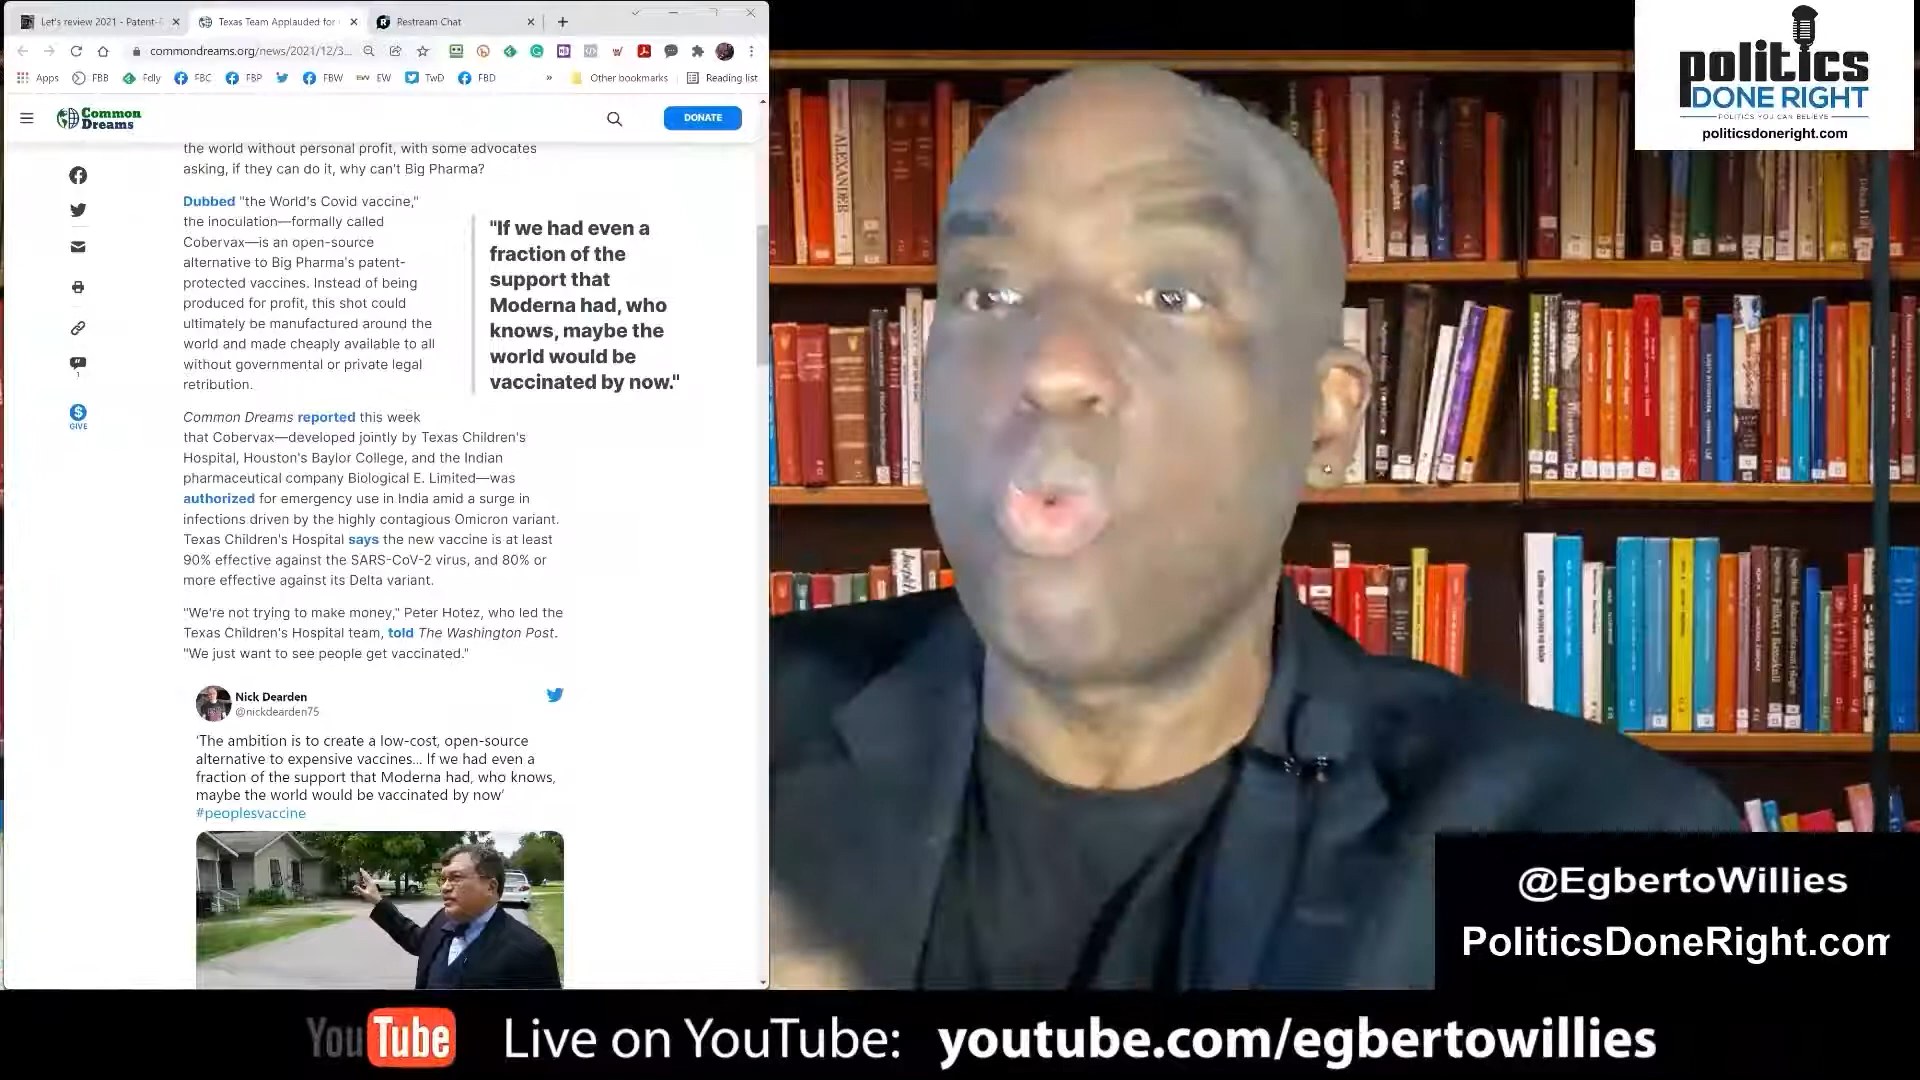 Let's review 2021 - Patent-
Texas Team Applauded for
Restream Chat
commondreams.org/news/2021/12/3...
Apps
FBB
Fdly
FBC
FBP
FBW
EW
TwD
FBD
»
Other bookmarks
Reading list
Common
Dreams
DONATE
the world without personal profit, with some advocates
asking, if they can do it, why can't Big Pharma?
Dubbed "the World's Covid vaccine,"
the inoculation—formally called
Cobervax—is an open-source
alternative to Big Pharma's patent-
protected vaccines. Instead of being
produced for profit, this shot could
ultimately be manufactured around the
world and made cheaply available to all
without governmental or private legal
retribution.
"If we had even a
fraction of the
support that
Moderna had, who
knows, maybe the
world would be
vaccinated by now."
1
GIVE
Common Dreams reported this week
that Cobervax—developed jointly by Texas Children's
Hospital, Houston's Baylor College, and the Indian
pharmaceutical company Biological E. Limited—was
authorized for emergency use in India amid a surge in
infections driven by the highly contagious Omicron variant.
Texas Children's Hospital says the new vaccine is at least
90% effective against the SARS-CoV-2 virus, and 80% or
more effective against its Delta variant.
"We're not trying to make money," Peter Hotez, who led the
Texas Children's Hospital team, told The Washington Post.
"We just want to see people get vaccinated."
Nick Dearden
@nickdearden75
'The ambition is to create a low-cost, open-source
alternative to expensive vaccines... If we had even a
fraction of the support that Moderna had, who knows,
maybe the world would be vaccinated by now'
#peoplesvaccine
ALEXANDER
politics
DONE RIGHT
POLITICS YOU CAN BELIEVE
politicsdoneright.com
@EgbertoWillies
PoliticsDoneRight.com
YouTube
Live on YouTube: youtube.com/egbertowillies